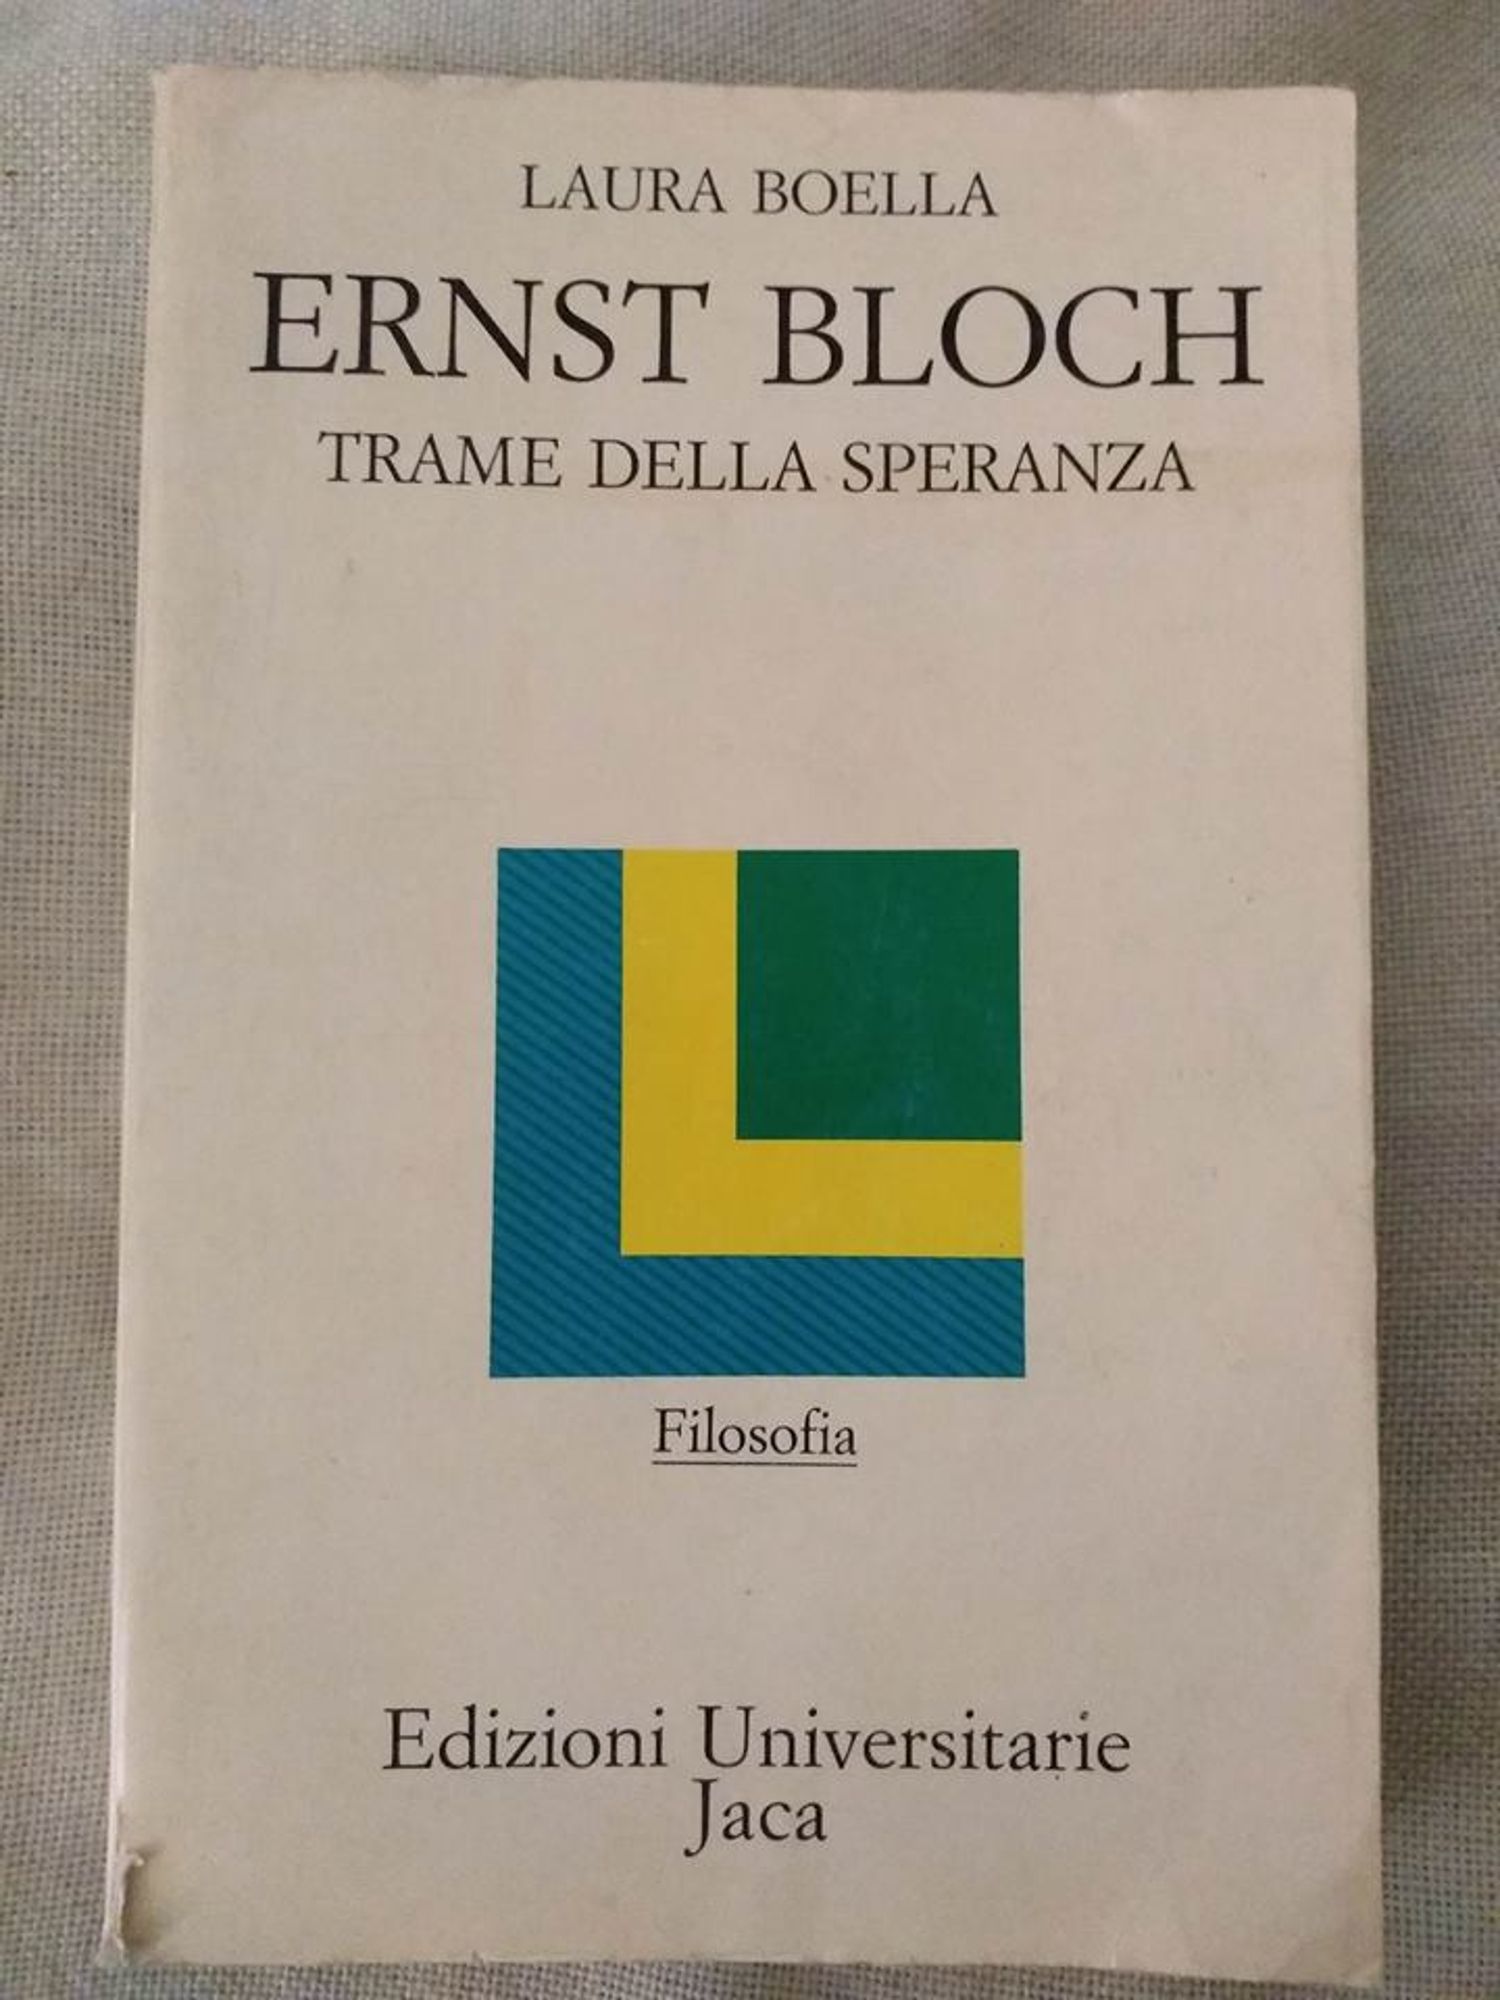 LAURA BOELLA
ERNST BLOCH
TRAME DELLA SPERANZA
Filosofia
Edizioni Universitarie
Jaca